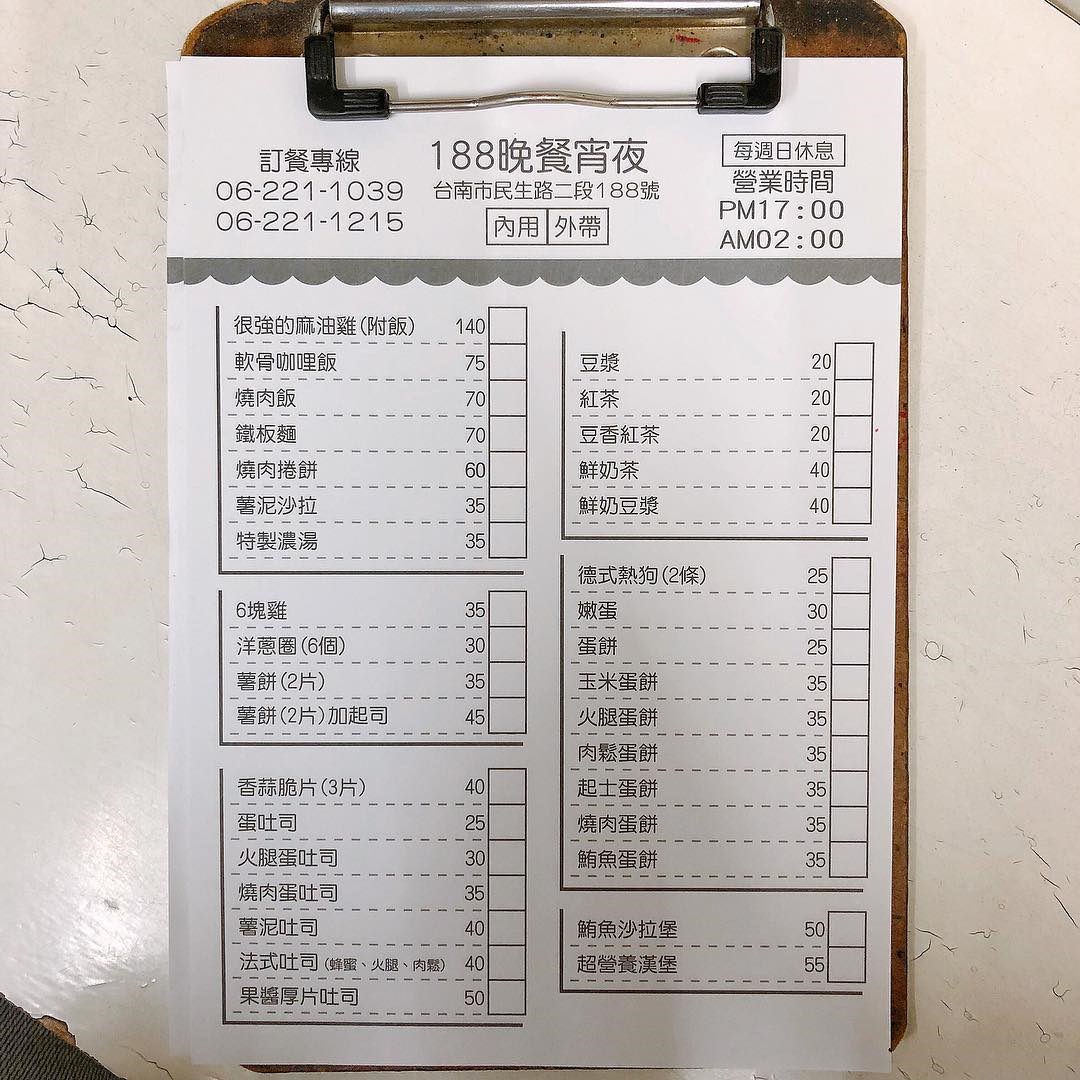 訂餐專線
06-221-1039
06-221-1215
188晚餐宵夜
台南市民生路二段188號
內用 外帶
每週日休息
營業時間
PM17:00
AM02:00
很強的麻油雞(附飯) 140
軟骨咖哩飯 75
燒肉飯 70
鐵板麵 70
燒肉捲餅 60
薯泥沙拉 35
特製濃湯 35
6塊雞 35
洋蔥圈(6個) 30
薯餅(2片) 35
薯餅(2片)加起司 45
香蒜脆片(3片) 40
蛋吐司 25
火腿蛋吐司 30
燒肉蛋吐司 35
薯泥吐司 40
法式吐司(蜂蜜、火腿、肉鬆) 40
果醬厚片吐司 50
豆漿 20
紅茶 20
豆香紅茶 20
鮮奶茶 40
鮮奶豆漿 40
德式熱狗(2條) 25
嫩蛋 30
蛋餅 25
玉米蛋餅 35
火腿蛋餅 35
肉鬆蛋餅 35
起士蛋餅 35
燒肉蛋餅 35
鮪魚蛋餅 35
鮪魚沙拉堡 50
超營養漢堡 55